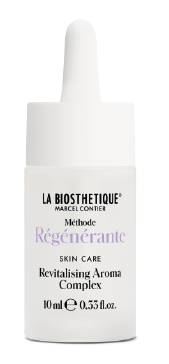 LA BIOSTHETIQUE®
MARCEL CONTIER
Méthode
Régénérante
SKIN CARE
Revitalising Aroma
Complex
10 ml ℮ 0,33 fl.oz.